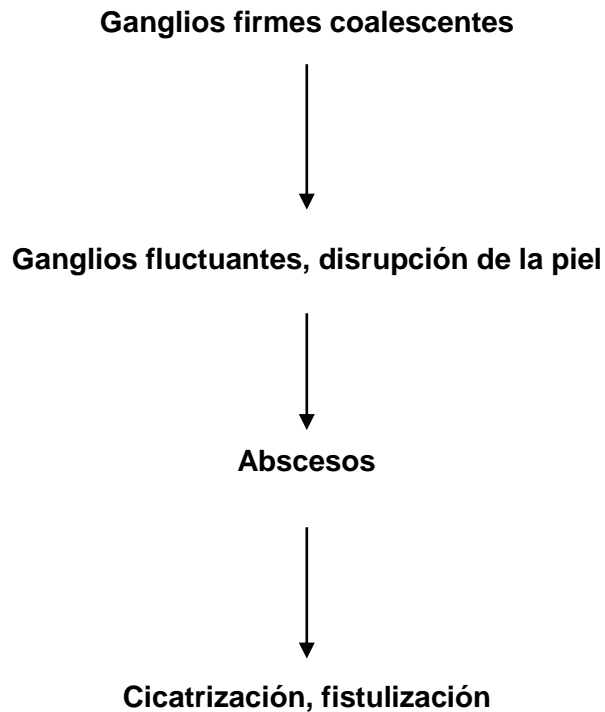 Ganglios firmes coalescentes
Ganglios fluctuantes, disrupción de la piel
Abscesos
Cicatrización, fistulización